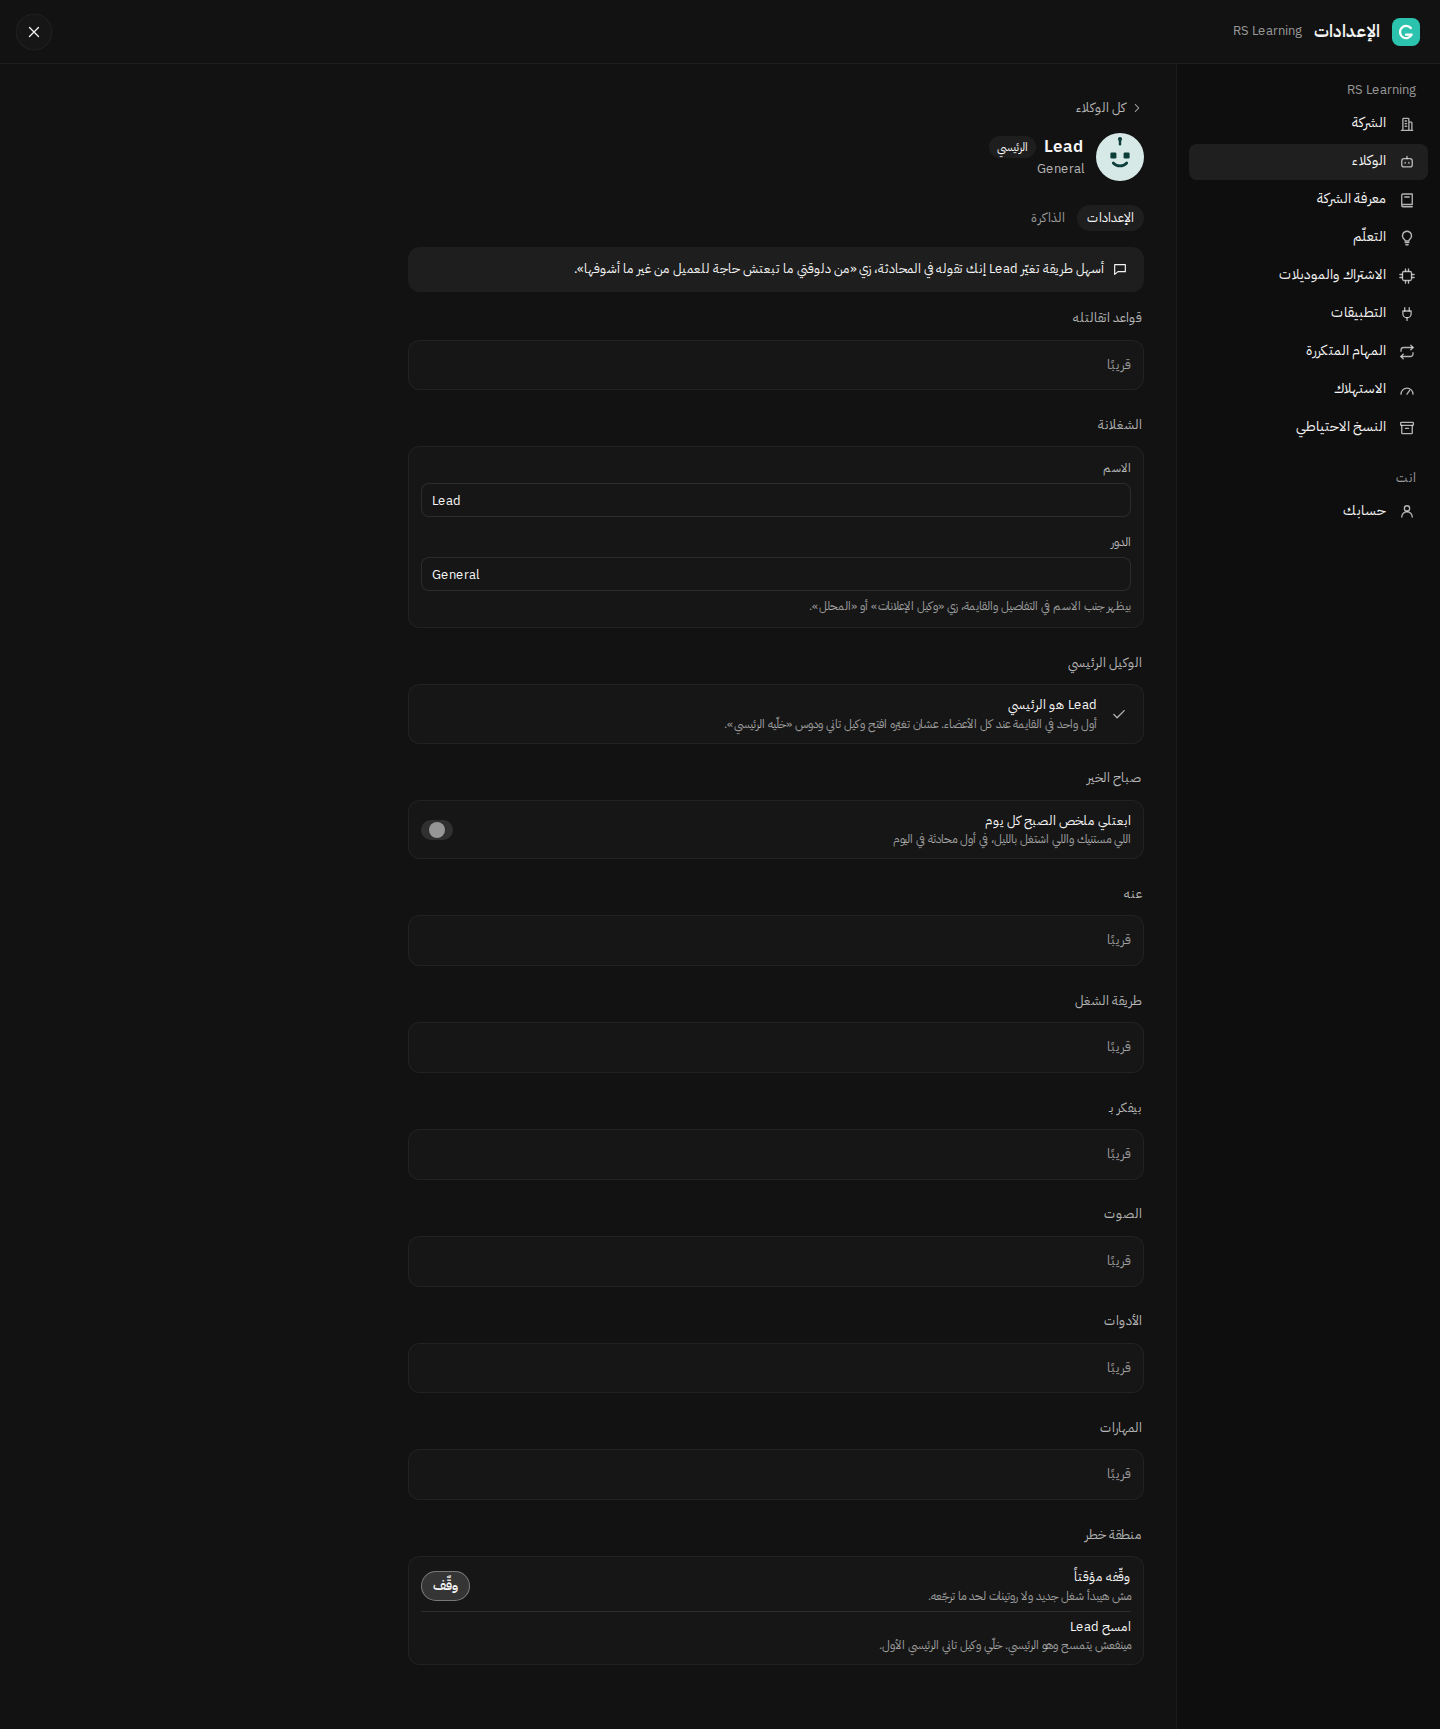 الإعدادات RS Learning
RS Learning
الشركة
الوكلاء
معرفة الشركة
التعلّم
الاشتراك والموديلات
التطبيقات
المهام المتكررة
الاستهلاك
النسخ الاحتياطي
انت
حسابك
كل الوكلاء
Lead الرئيسي
General
الإعدادات الذاكرة
أسهل طريقة تغيّر Lead إنك تقوله في المحادثة، زي «من دلوقتي ما تبعتش حاجة للعميل من غير ما أشوفها».
قواعد اتقالتله
قريبًا
الشغلانة
الاسم
Lead
الدور
General
بيظهر جنب الاسم في التفاصيل والقايمة، زي «وكيل الإعلانات» أو «المحلل».
الوكيل الرئيسي
Lead هو الرئيسي
أول واحد في القايمة عند كل الأعضاء. عشان تغيّره افتح وكيل تاني ودوس «خلّيه الرئيسي».
صباح الخير
ابعتلي ملخص الصبح كل يوم
اللي مستنيك واللي اشتغل بالليل، في أول محادثة في اليوم
عنه
قريبًا
طريقة الشغل
قريبًا
بيفكر بـ
قريبًا
الصوت
قريبًا
الأدوات
قريبًا
المهارات
قريبًا
منطقة خطر
وقّفه مؤقتاً
مش هيبدأ شغل جديد ولا روتينات لحد ما ترجّعه.
وقّف
امسح Lead
مينفعش يتمسح وهو الرئيسي. خلّي وكيل تاني الرئيسي الأول.